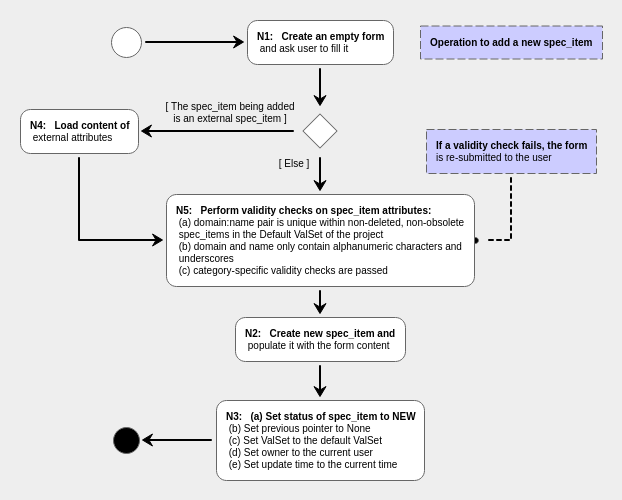 N1:   Create an empty form
and ask user to fill it
Operation to add a new spec_item
[ The spec_item being added
is an external spec_item ]
N4:   Load content of
external attributes
If a validity check fails, the form
is re-submitted to the user
[ Else ]
N5:   Perform validity checks on spec_item attributes:
(a) domain:name pair is unique within non-deleted, non-obsolete
spec_items in the Default ValSet of the project
(b) domain and name only contain alphanumeric characters and
underscores
(c) category-specific validity checks are passed
N2:   Create new spec_item and
populate it with the form content
N3:   (a) Set status of spec_item to NEW
(b) Set previous pointer to None
(c) Set ValSet to the default ValSet
(d) Set owner to the current user
(e) Set update time to the current time